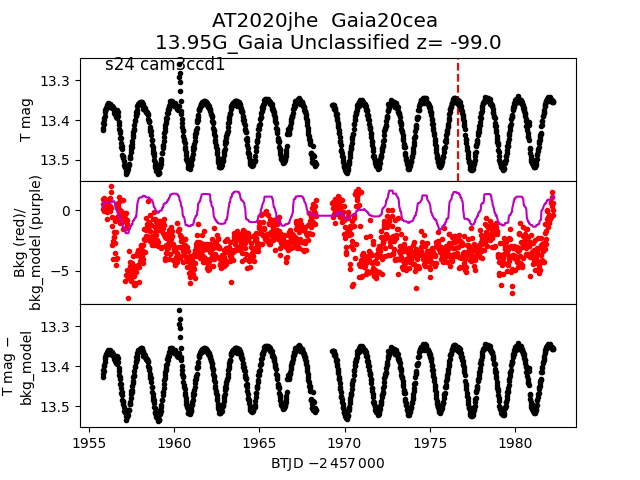 AT2020jhe  Gaia20cea
13.95G_Gaia Unclassified z= -99.0
s24 cam3ccd1
T mag
13.3
13.4
13.5
Bkg (red)/
bkg_model (purple)
0
−5
T mag −
bkg_model
13.3
13.4
13.5
1955
1960
1965
1970
1975
1980
BTJD −2 457 000